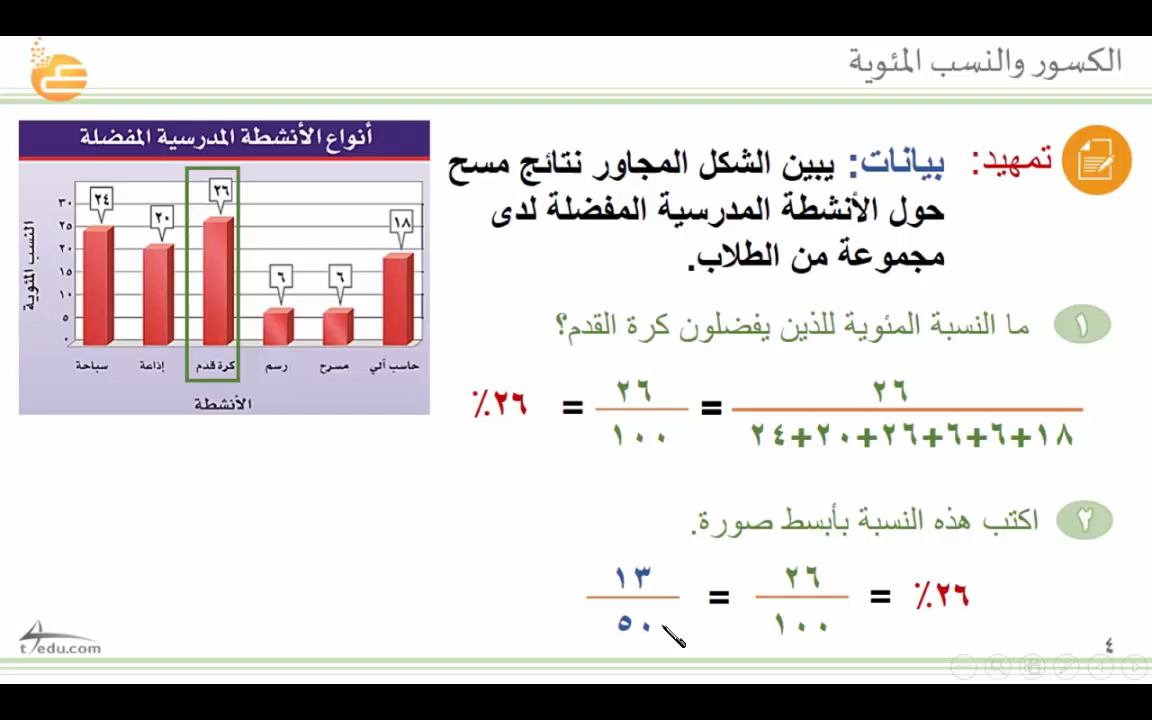 الكسور والنسب المئوية
تمهيد:
بيانات: يبين الشكل المجاور نتائج مسح
حول الأنشطة المدرسية المفضلة لدى
مجموعة من الطلاب.
أنواع الأنشطة المدرسية المفضلة
النسب المئوية
٣٠
٢٥
٢٠
١٥
١٠
٥
٠
٢٤
٢٠
٢٦
٦
٦
١٨
سباحة
إذاعة
كرة قدم
رسم
مسرح
حاسب آلي
الأنشطة
١
ما النسبة المئوية للذين يفضلون كرة القدم؟
٢٦
٢٤+٢٠+٢٦+٦+٦+١٨
=
٢٦
١٠٠
=
٢٦٪
٢
اكتب هذه النسبة بأبسط صورة.
٢٦٪
=
٢٦
١٠٠
=
١٣
٥٠
t4edu.com
٤